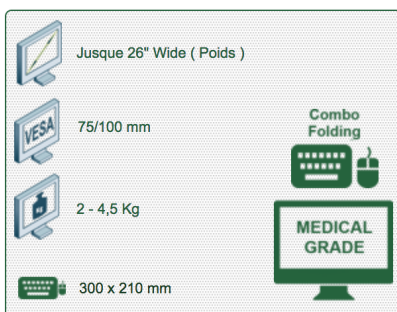 Jusque 26" Wide ( Poids )
VESA
75/100 mm
Combo
Folding
KG
2 - 4,5 Kg
MEDICAL
GRADE
300 x 210 mm